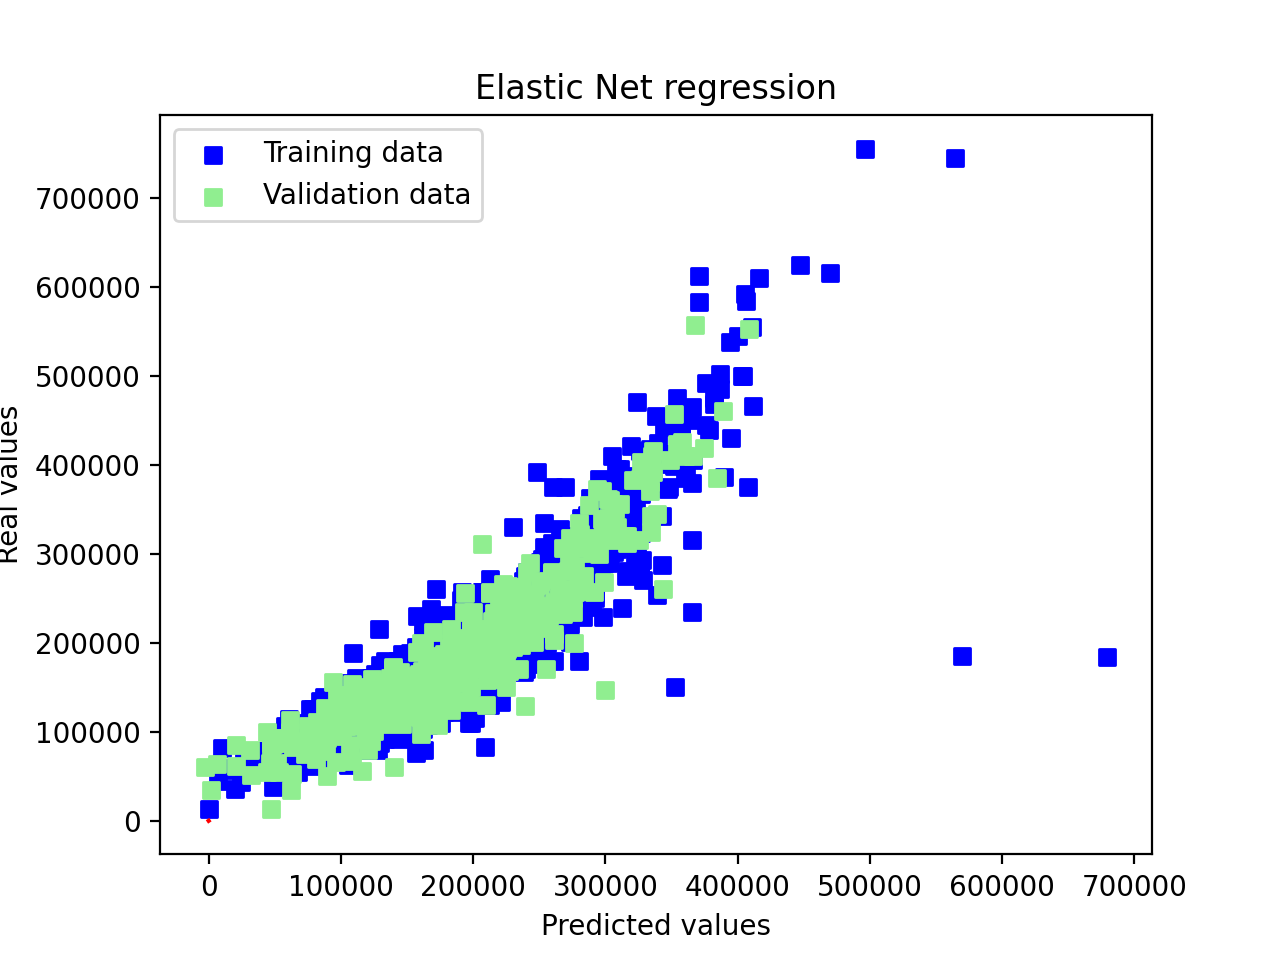 Elastic Net regression
Training data
Validation data
700000
600000
500000
400000
300000
200000
100000
0
Real values
0 100000 200000 300000 400000 500000 600000 700000
Predicted values